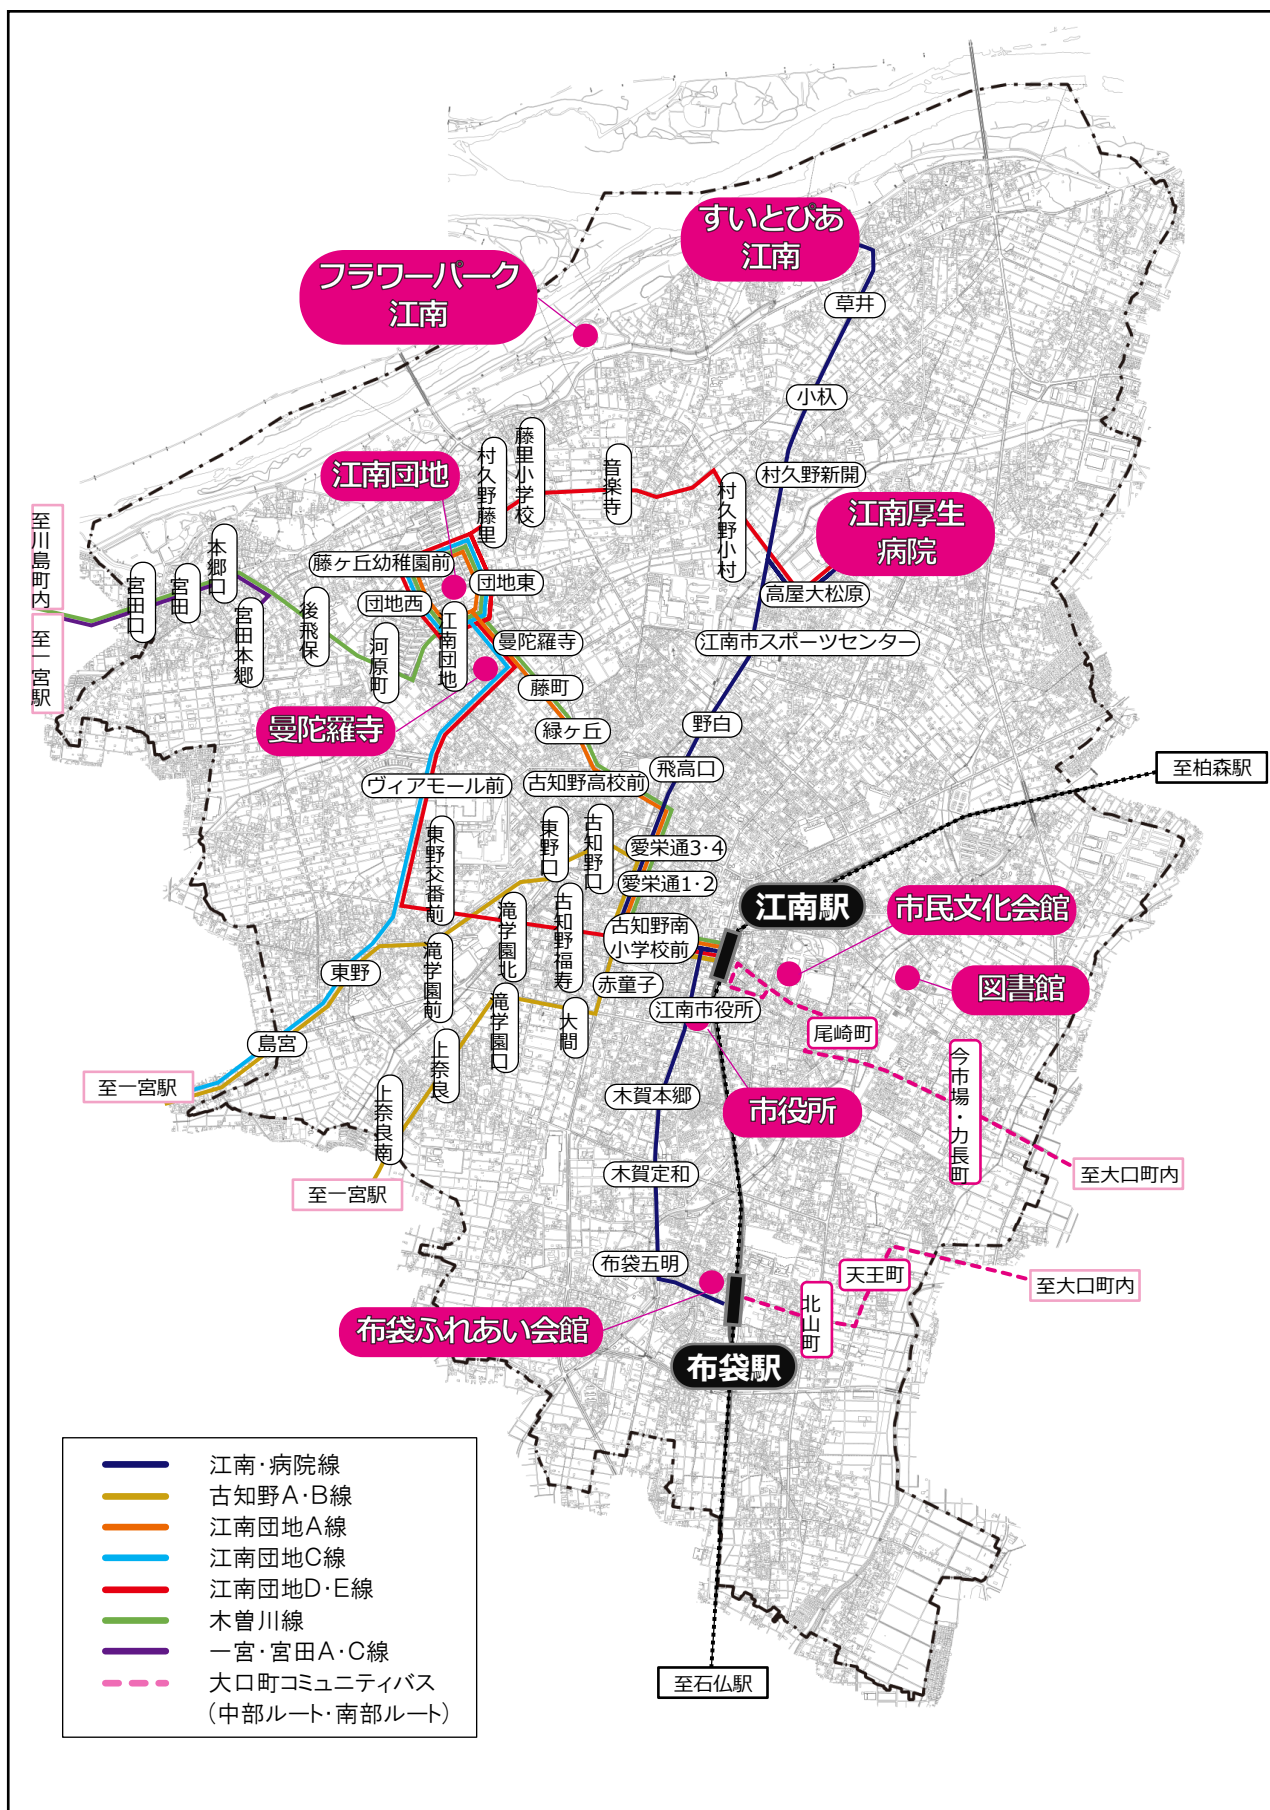 すいとぴあ
江南
フラワーパーク
江南
草井
小杁
村久野新開
江南厚生
病院
江南団地
村久野藤里
藤里小学校
音楽寺
村久野小村
高屋大松原
江南市スポーツセンター
至川島町内
至一宮駅
宮田口
宮田
本郷口
宮田本郷
後飛保
河原町
藤ヶ丘幼稚園前
団地東
団地西
江南団地
曼陀羅寺
藤町
緑ヶ丘
曼陀羅寺
野白
飛高口
至柏森駅
ヴィアモール前
古知野高校前
東野交番前
東野口
古知野口
愛栄通3・4
愛栄通1・2
江南駅
市民文化会館
図書館
古知野南
小学校前
滝学園前
滝学園北
古知野福寿
東野
赤童子
江南市役所
尾崎町
滝学園口
大間
島宮
上奈良
上奈良南
今市場・力長町
至一宮駅
木賀本郷
市役所
木賀定和
至一宮駅
至大口町内
布袋五明
天王町
北山町
至大口町内
布袋ふれあい会館
布袋駅
至石仏駅
江南・病院線
古知野A・B線
江南団地A線
江南団地C線
江南団地D・E線
木曽川線
一宮・宮田A・C線
大口町コミュニティバス
（中部ルート・南部ルート）